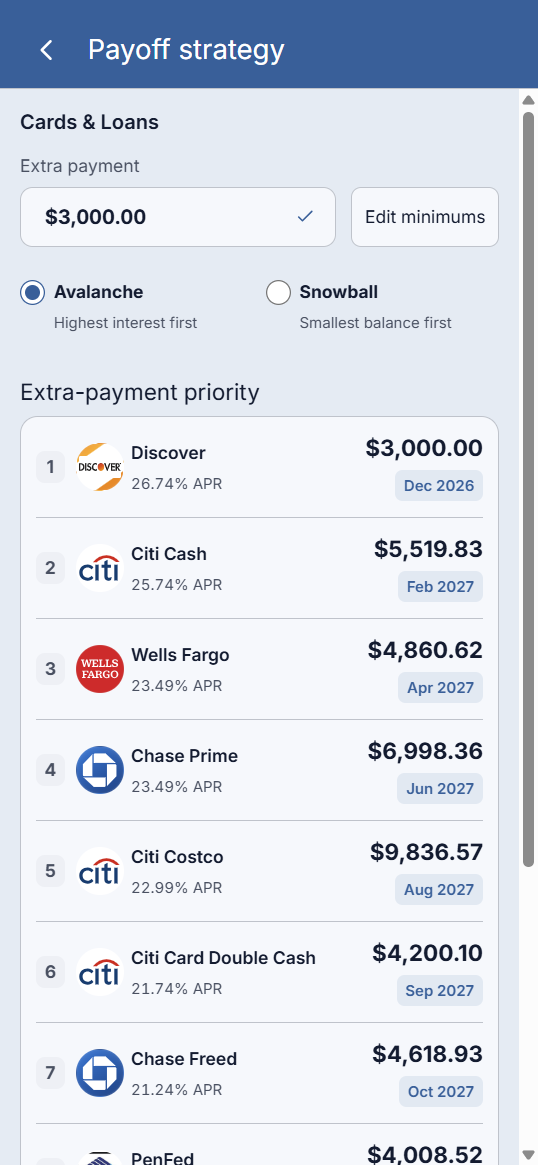 Payoff strategy
Cards & Loans
Extra payment
$3,000.00
Edit minimums
Avalanche
Highest interest first
Snowball
Smallest balance first
Extra-payment priority
1
DISCOVER
Discover
26.74% APR
$3,000.00
Dec 2026
2
citi
Citi Cash
25.74% APR
$5,519.83
Feb 2027
3
WELLS
FARGO
Wells Fargo
23.49% APR
$4,860.62
Apr 2027
4
Chase Prime
23.49% APR
$6,998.36
Jun 2027
5
citi
Citi Costco
22.99% APR
$9,836.57
Aug 2027
6
citi
Citi Card Double Cash
21.74% APR
$4,200.10
Sep 2027
7
Chase Freed
21.24% APR
$4,618.93
Oct 2027
PenFed
$4,008.52